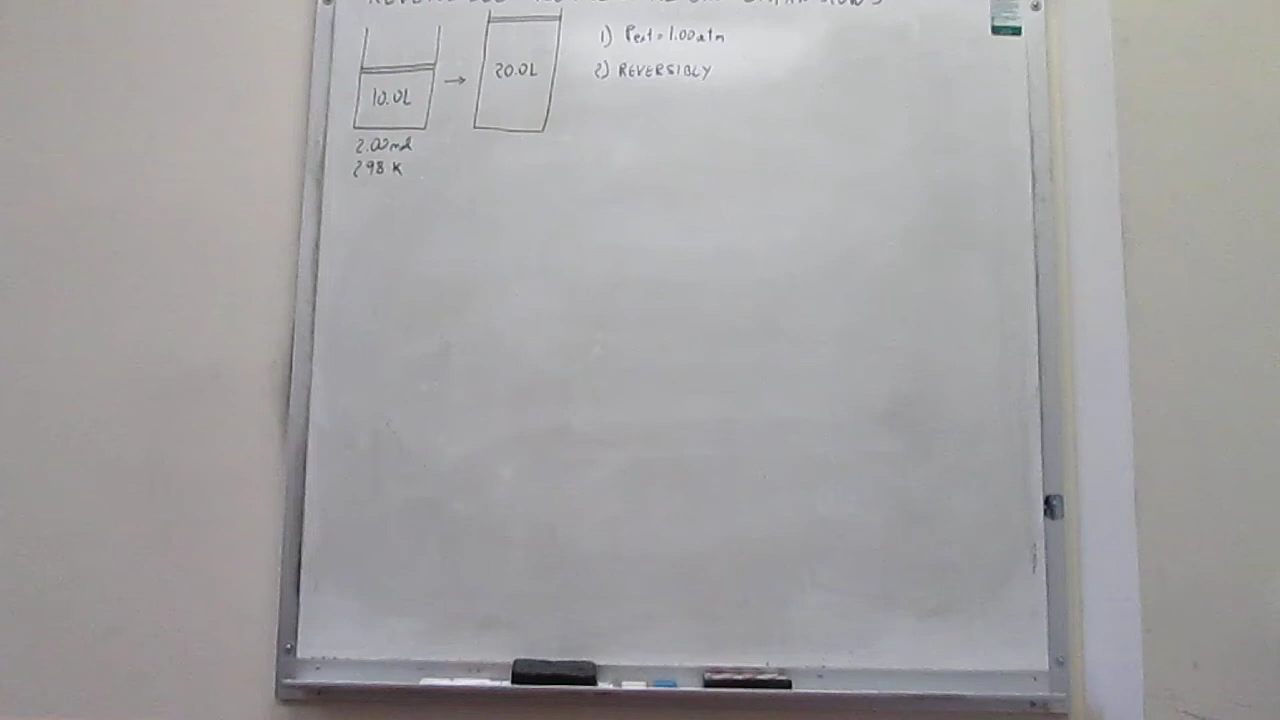 10.0L
→
20.0L
1) Pext = 1.00 atm
2) REVERSIBLY
2.00 mol
298 K